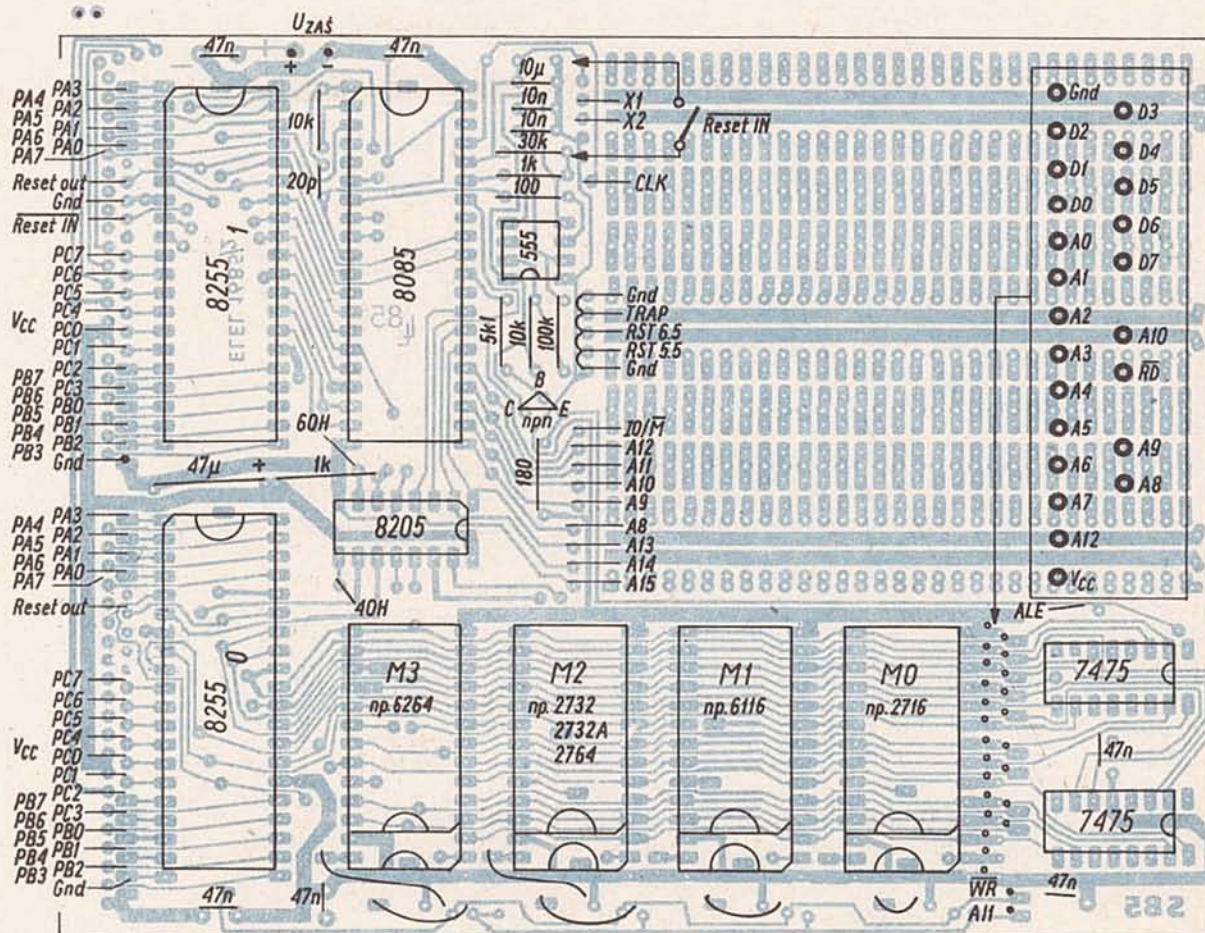 UZAŚ
47n
+
-
47n
10µ
10n
10n
30k
1k
100
X1
X2
Reset IN
CLK
PA3
PA4
PA2
PA5
PA1
PA6
PA0
PA7
Reset out
Gnd
Reset IN
PC7
PC6
PC5
PC4
VCC
PC0
PC1
PC2
PB7
PC3
PB6
PB0
PB5
PB1
PB4
PB2
PB3
Gnd
8255
1
10k
20p
8085
555
5k1
10k
100k
Gnd
TRAP
RST 6.5
RST 5.5
Gnd
B
C
E
npn
180
IO/M
A12
A11
A10
A9
A8
A13
A14
A15
60H
47µ
+
1k
8205
40H
Gnd
D3
D2
D4
D1
D5
D0
D6
A0
D7
A1
A2
A10
A3
RD
A4
A5
A9
A6
A8
A7
A12
VCC
ALE
PA3
PA4
PA2
PA5
PA1
PA6
PA0
PA7
Reset out
PC7
PC6
PC5
PC4
VCC
PC0
PC1
PC2
PB7
PC3
PB6
PB0
PB5
PB1
PB4
PB2
PB3
Gnd
8255
0
M3
np.6264
M2
np.2732
2732A
2764
M1
np.6116
M0
np.2716
7475
47n
7475
47n
47n
WR
47n
A11